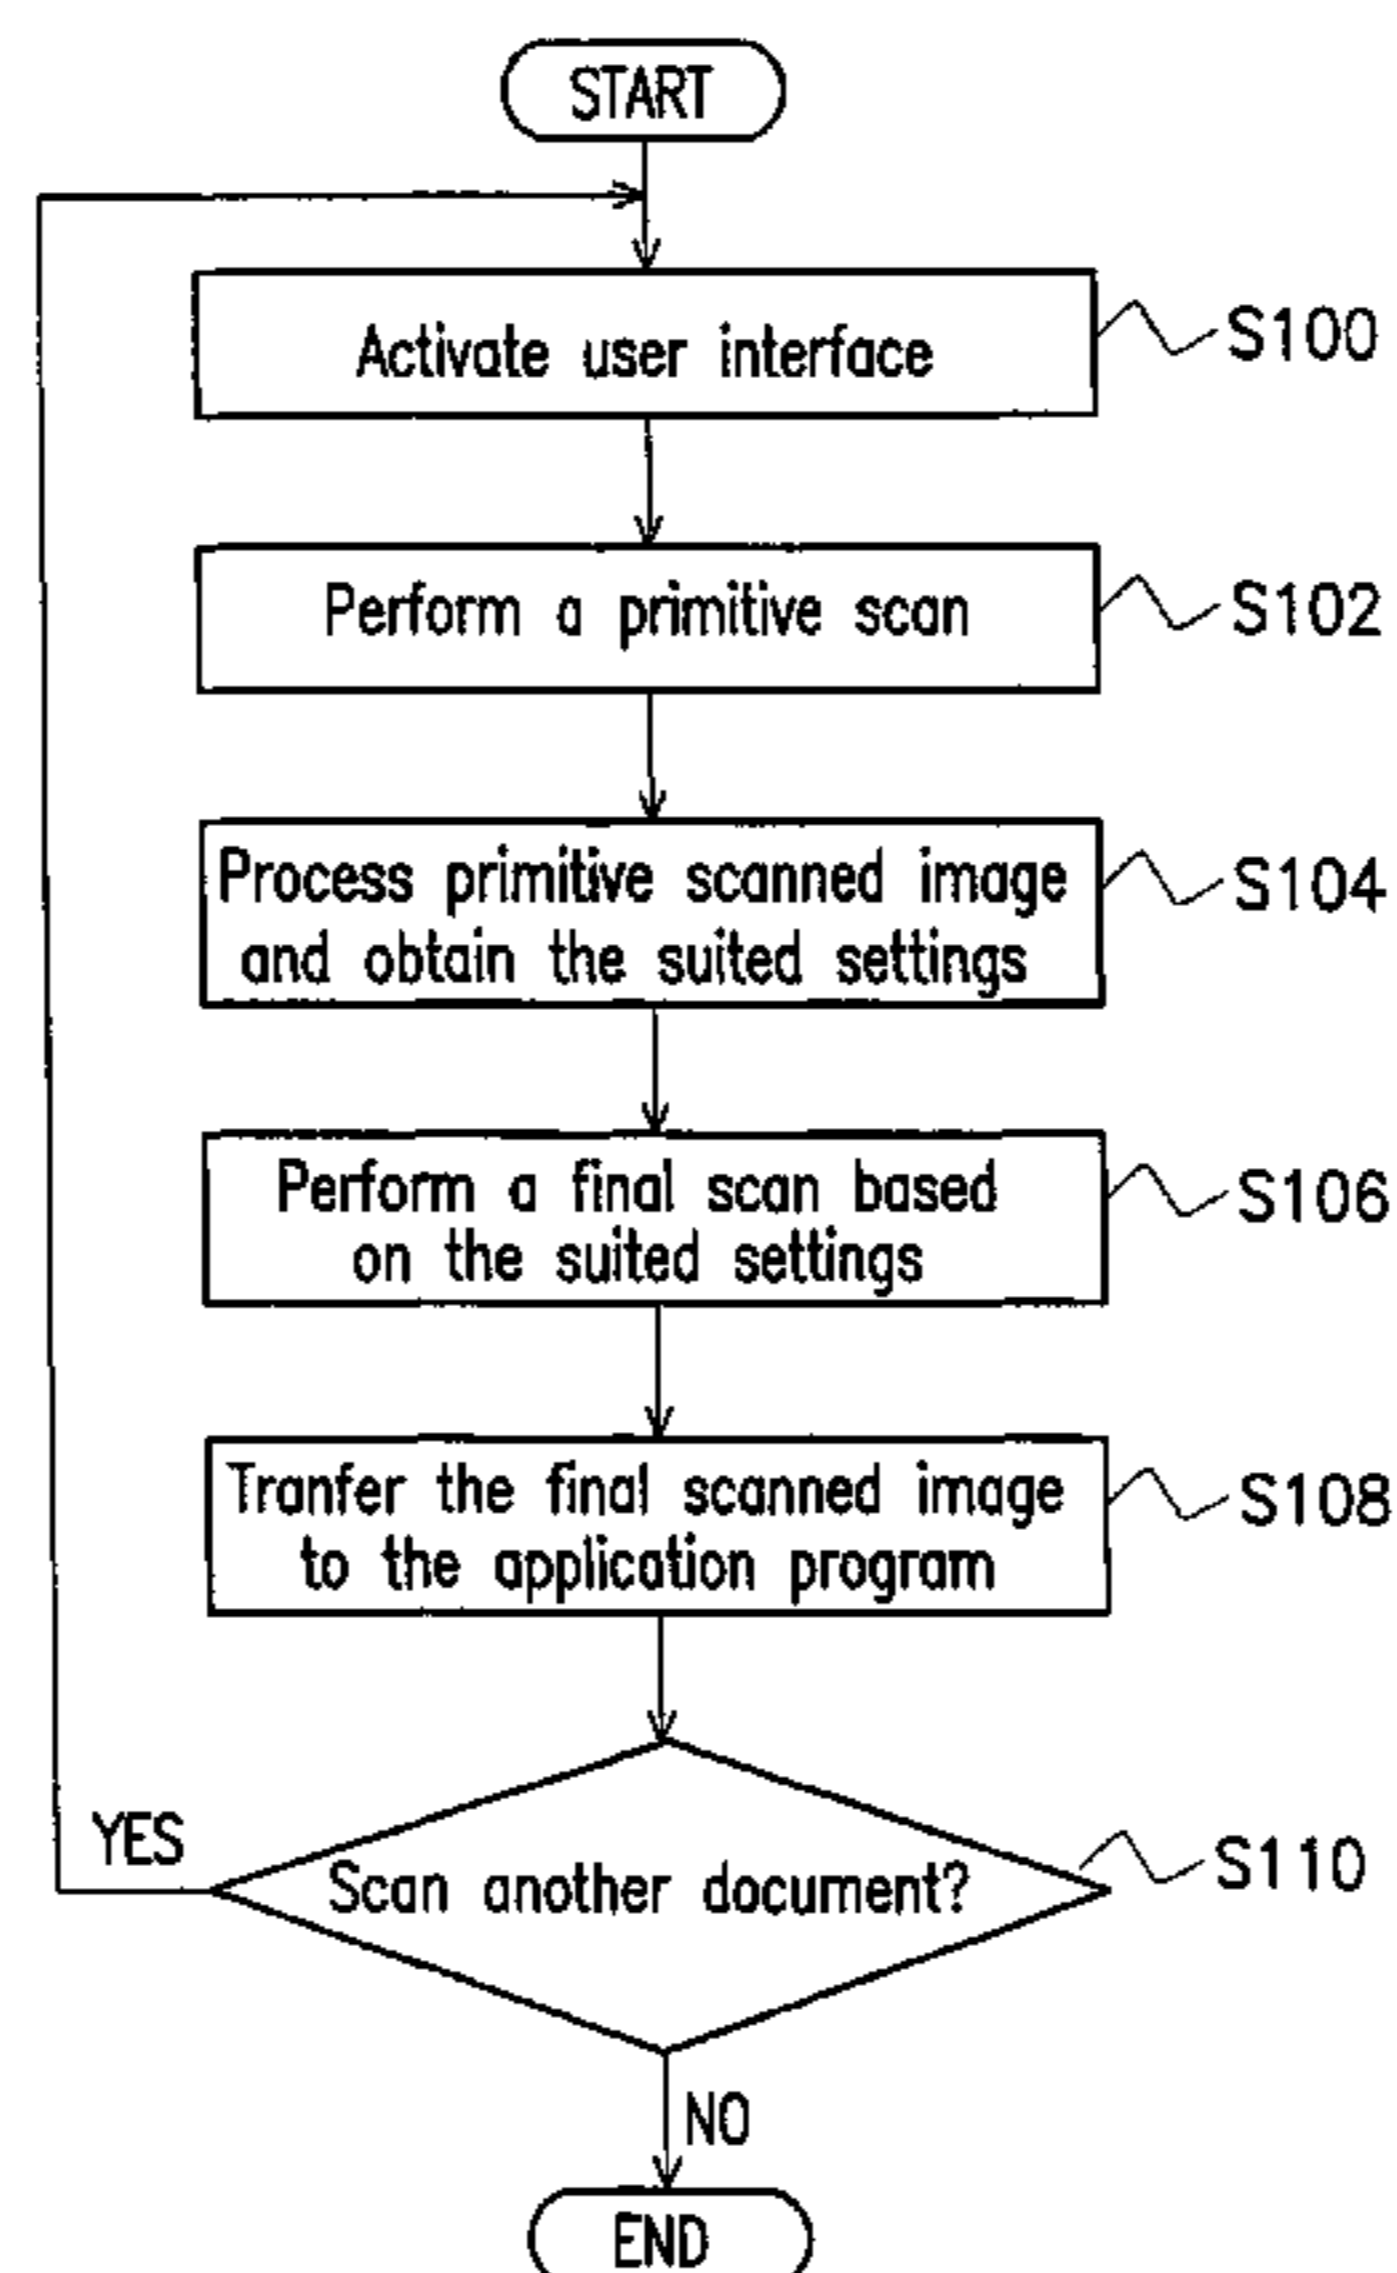 START
Activate user interface
S100
Perform a primitive scan
S102
Process primitive scanned image
and obtain the suited settings
S104
Perform a final scan based
on the suited settings
S106
Tranfer the final scanned image
to the application program
S108
Scan another document?
S110
YES
NO
END